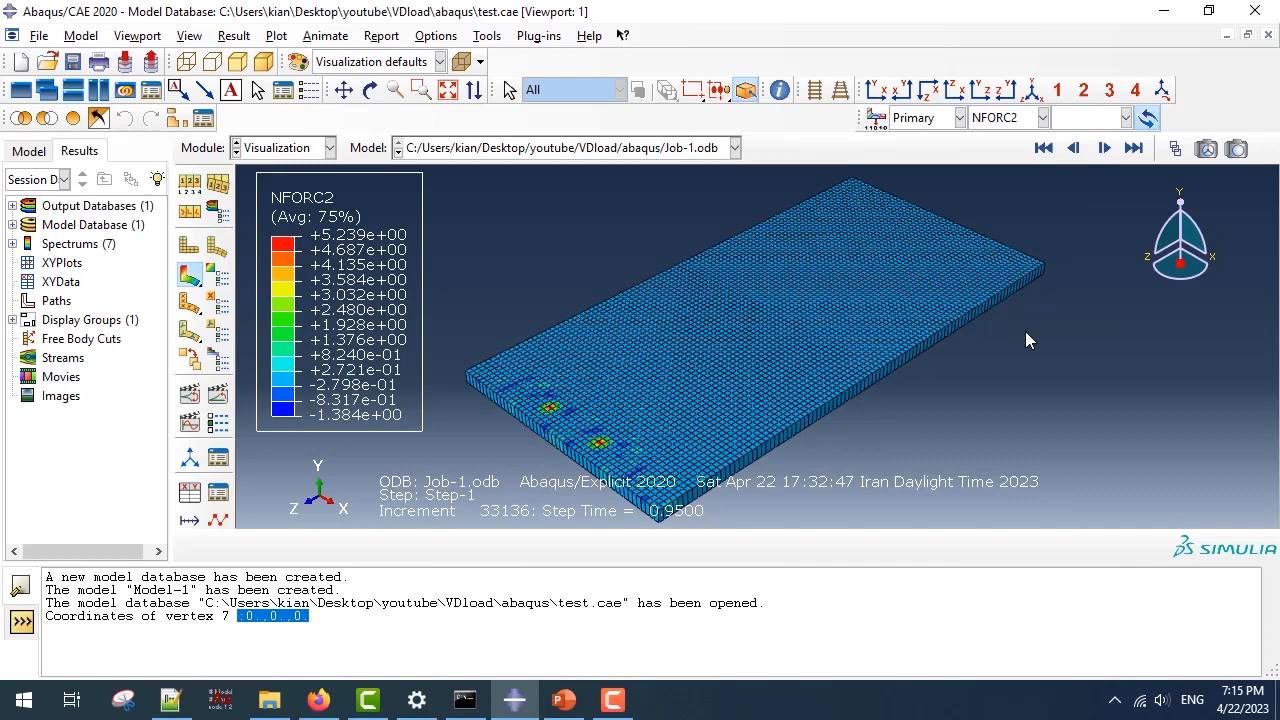 Abaqus/CAE 2020 - Model Database: C:\Users\kian\Desktop\youtube\VDload\abaqus\test.cae [Viewport: 1]
File Model Viewport View Result Plot Animate Report Options Tools Plug-ins Help
Visualization defaults
A
All
1 2 3 4
Primary NFORC2
Model Results Module: Visualization Model: C:/Users/kian/Desktop/youtube/VDload/abaqus/Job-1.odb
Session D
Output Databases (1)
Model Database (1)
Spectrums (7)
XYPlots
XYData
Paths
Display Groups (1)
Free Body Cuts
Streams
Movies
Images
NFORC2
(Avg: 75%)
+5.239e+00
+4.687e+00
+4.135e+00
+3.584e+00
+3.032e+00
+2.480e+00
+1.928e+00
+1.376e+00
+8.240e-01
+2.721e-01
-2.798e-01
-8.317e-01
-1.384e+00
Y
Z X
Y
Z X
ODB: Job-1.odb Abaqus/Explicit 2020 Sat Apr 22 17:32:47 Iran Daylight Time 2023
Step: Step-1
Increment 33136: Step Time = 0.9500
SIMULIA
A new model database has been created.
The model "Model-1" has been created.
The model database "C:\Users\kian\Desktop\youtube\VDload\abaqus\test.cae" has been opened.
Coordinates of vertex 7 :0.,0.,0.
ENG
7:15 PM
4/22/2023